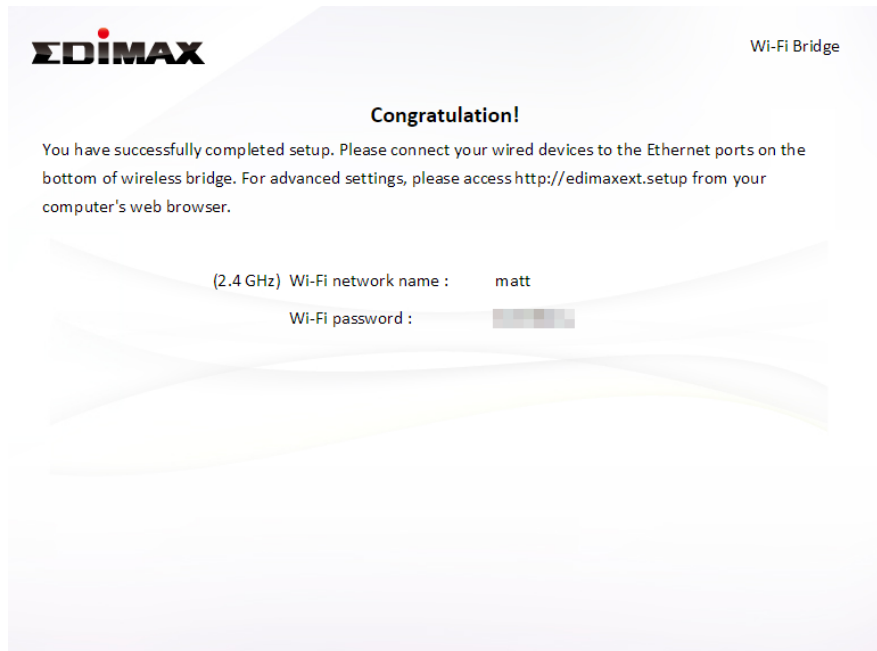 EDIMAX
Wi-Fi Bridge
Congratulation!
You have successfully completed setup. Please connect your wired devices to the Ethernet ports on the
bottom of wireless bridge. For advanced settings, please access http://edimaxext.setup from your
computer's web browser.
(2.4 GHz) Wi-Fi network name : matt
Wi-Fi password :